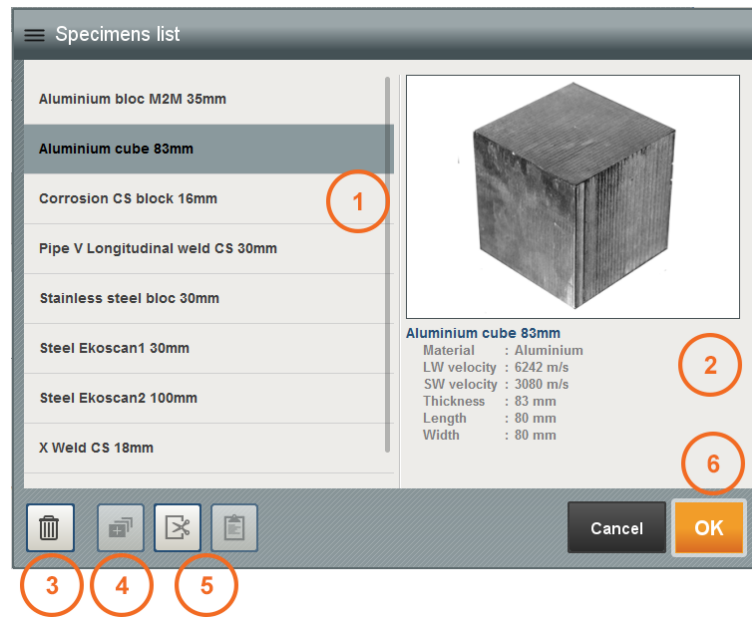 Specimens list
Aluminium bloc M2M 35mm
Aluminium cube 83mm
Corrosion CS block 16mm
Pipe V Longitudinal weld CS 30mm
Stainless steel bloc 30mm
Steel Ekoscan1 30mm
Steel Ekoscan2 100mm
X Weld CS 18mm
1
Aluminium cube 83mm
Material : Aluminium
LW velocity : 6242 m/s
SW velocity : 3080 m/s
Thickness : 83 mm
Length : 80 mm
Width : 80 mm
2
6
Cancel
OK
3
4
5